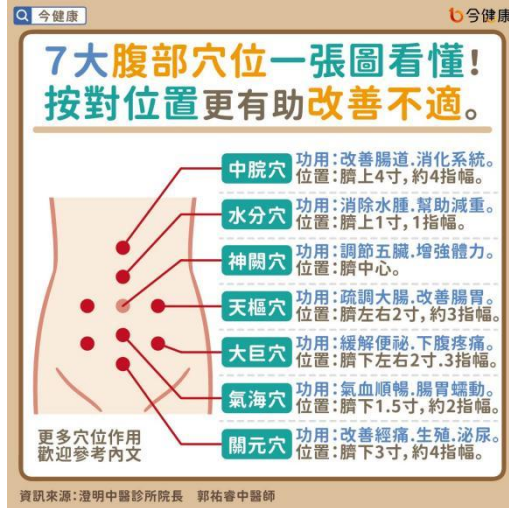 今健康
今健康
7大腹部穴位一張圖看懂!
按對位置更有助改善不適。
中脘穴
功用:改善腸道.消化系統。
位置:臍上4寸,約4指幅。
水分穴
功用:消除水腫.幫助減重。
位置:臍上1寸,1指幅。
神闕穴
功用:調節五臟.增強體力。
位置:臍中心。
天樞穴
功用:疏調大腸.改善腸胃。
位置:臍左右2寸,約3指幅。
大巨穴
功用:緩解便祕.下腹疼痛。
位置:臍下左右2寸.3指幅。
氣海穴
功用:氣血順暢.腸胃蠕動。
位置:臍下1.5寸,約2指幅。
關元穴
功用:改善經痛.生殖.泌尿。
位置:臍下3寸,約4指幅。
更多穴位作用
歡迎參考內文
資訊來源:澄明中醫診所院長 郭祐睿中醫師